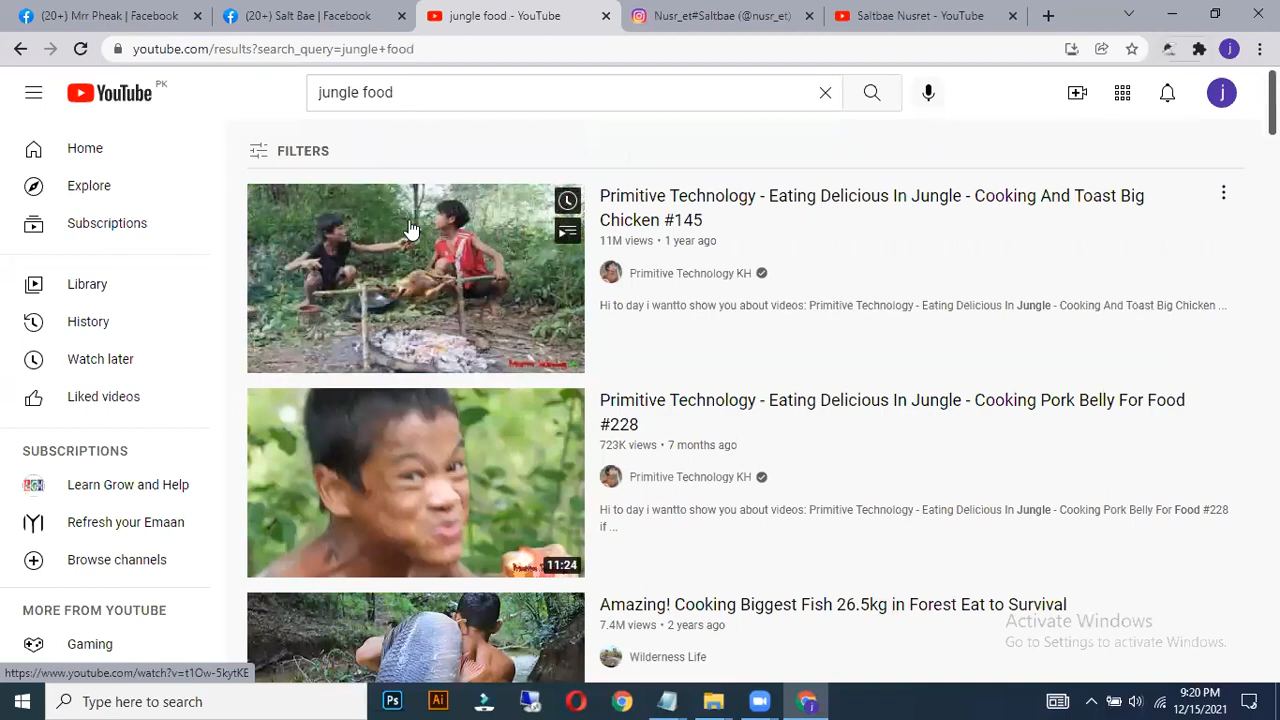 (20+) Mrr Pheak | Facebook
(20+) Salt Bae | Facebook
jungle food - YouTube
Nusr_et#Saltbae (@nusr_et)
Saltbae Nusret - YouTube
youtube.com/results?search_query=jungle+food
j
YouTube PK
jungle food
j
FILTERS
Home
Explore
Subscriptions
Library
History
Watch later
Liked videos
SUBSCRIPTIONS
Learn Grow and Help
Refresh your Emaan
Browse channels
MORE FROM YOUTUBE
Gaming
Primitive Technology - Eating Delicious In Jungle - Cooking And Toast Big
Chicken #145
11M views • 1 year ago
Primitive Technology KH
Hi to day i wantto show you about videos: Primitive Technology - Eating Delicious In Jungle - Cooking And Toast Big Chicken ...
Primitive Technology - Eating Delicious In Jungle - Cooking Pork Belly For Food
#228
723K views • 7 months ago
Primitive Technology KH
Hi to day i wantto show you about videos: Primitive Technology - Eating Delicious In Jungle - Cooking Pork Belly For Food #228
if ...
11:24
Amazing! Cooking Biggest Fish 26.5kg in Forest Eat to Survival
7.4M views • 2 years ago
Wilderness Life
Activate Windows
Go to Settings to activate Windows.
https://www.youtube.com/watch?v=t1Ow-5kytKE
Type here to search
Ps
Ai
9:20 PM
12/15/2021